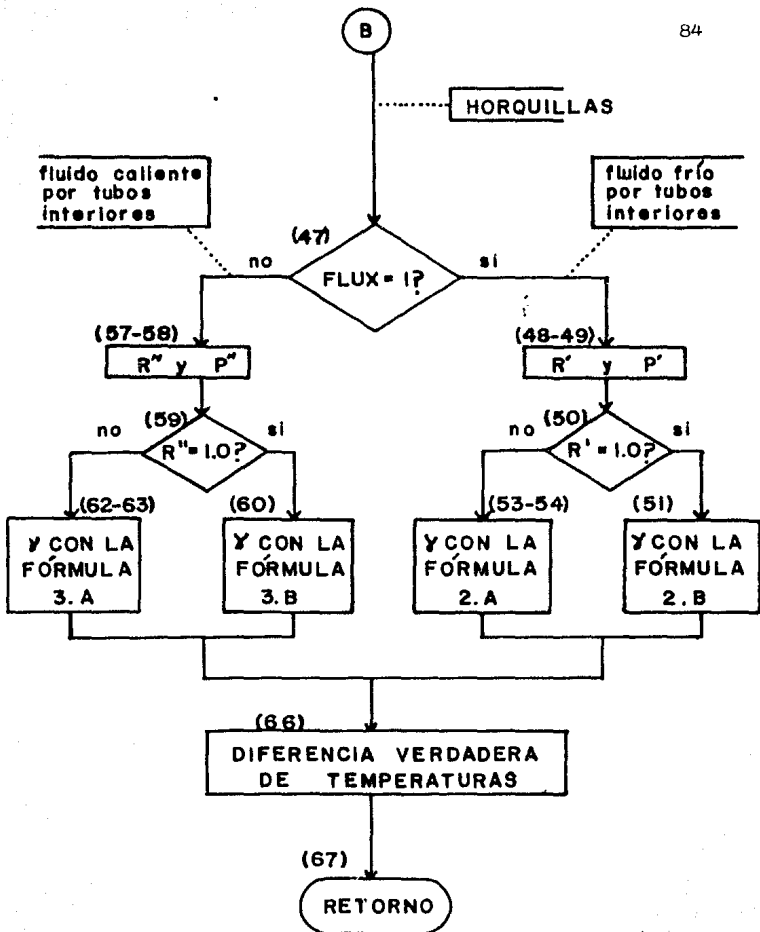 B
84
HORQUILLAS
fluido caliente
por tubos
interiores
fluido frío
por tubos
interiores
(47)
no
FLUX = 1?
si
(57-58)
R" y P"
(48-49)
R' y P'
(59)
no
R" = 1.0?
si
(50)
no
R' = 1.0?
si
(62-63)
γ CON LA
FÓRMULA
3.A
(60)
γ CON LA
FÓRMULA
3.B
(53-54)
γ CON LA
FÓRMULA
2.A
(51)
γ CON LA
FÓRMULA
2.B
(66)
DIFERENCIA VERDADERA
DE TEMPERATURAS
(67)
RETORNO